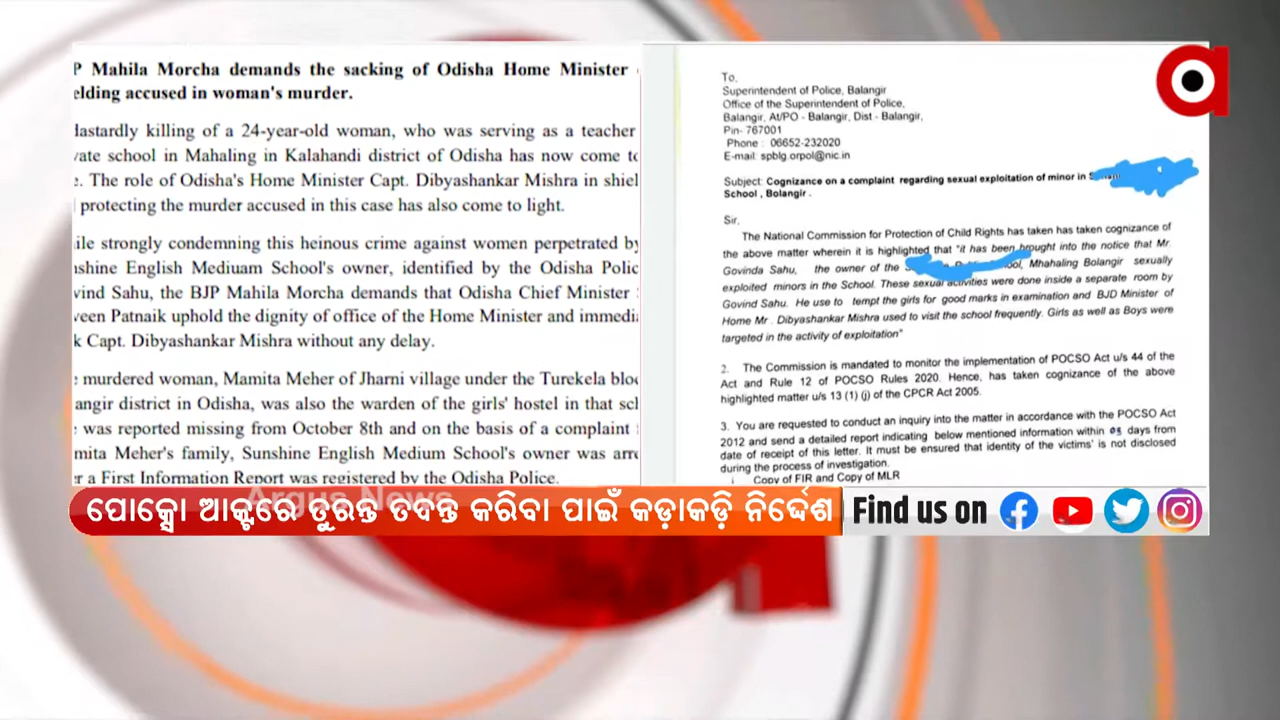 P Mahila Morcha demands the sacking of Odisha Home Minister
elding accused in woman's murder.
dastardly killing of a 24-year-old woman, who was serving as a teacher
vate school in Mahaling in Kalahandi district of Odisha has now come to
e. The role of Odisha's Home Minister Capt. Dibyashankar Mishra in shiel
protecting the murder accused in this case has also come to light.
ile strongly condemning this heinous crime against women perpetrated by
nshine English Mediuam School's owner, identified by the Odisha Polic
vind Sahu, the BJP Mahila Morcha demands that Odisha Chief Minister
veen Patnaik uphold the dignity of office of the Home Minister and immedi
k Capt. Dibyashankar Mishra without any delay.
murdered woman, Mamita Meher of Jharni village under the Turekela bloc
angir district in Odisha, was also the warden of the girls' hostel in that sch
was reported missing from October 8th and on the basis of a complaint
mita Meher's family, Sunshine English Medium School's owner was arre
r a First Information Report was registered by the Odisha Police.
To,
Superintendent of Police, Balangir
Office of the Superintendent of Police,
Balangir, At/PO - Balangir, Dist - Balangir,
Pin- 767001
Phone : 06652-232020
E-mail: spblg.orpol@nic.in
Subject: Cognizance on a complaint regarding sexual exploitation of minor in
School , Bolangir .
Sir,
The National Commission for Protection of Child Rights has taken has taken cognizance of
the above matter wherein it is highlighted that "it has been brought into the notice that Mr.
Govinda Sahu, the owner of the School, Mhahaling Bolangir sexually
exploited minors in the School. These sexual activities were done inside a separate room by
Govind Sahu. He use to tempt the girls for good marks in examination and BJD Minister of
Home Mr . Dibyashankar Mishra used to visit the school frequently. Girls as well as Boys were
targeted in the activity of exploitation"
2. The Commission is mandated to monitor the implementation of POCSO Act u/s 44 of the
Act and Rule 12 of POCSO Rules 2020. Hence, has taken cognizance of the above
highlighted matter u/s 13 (1) (j) of the CPCR Act 2005.
3. You are requested to conduct an inquiry into the matter in accordance with the POCSO Act
2012 and send a detailed report indicating below mentioned information within 05 days from
date of receipt of this letter. It must be ensured that identity of the victims' is not disclosed
during the process of investigation.
i. Copy of FIR and Copy of MLR
Argus News
ପୋକ୍ସୋ ଆକ୍ଟରେ ତୁରନ୍ତ ତଦନ୍ତ କରିବା ପାଇଁ କଡ଼ାକଡ଼ି ନିର୍ଦ୍ଦେଶ
Find us on